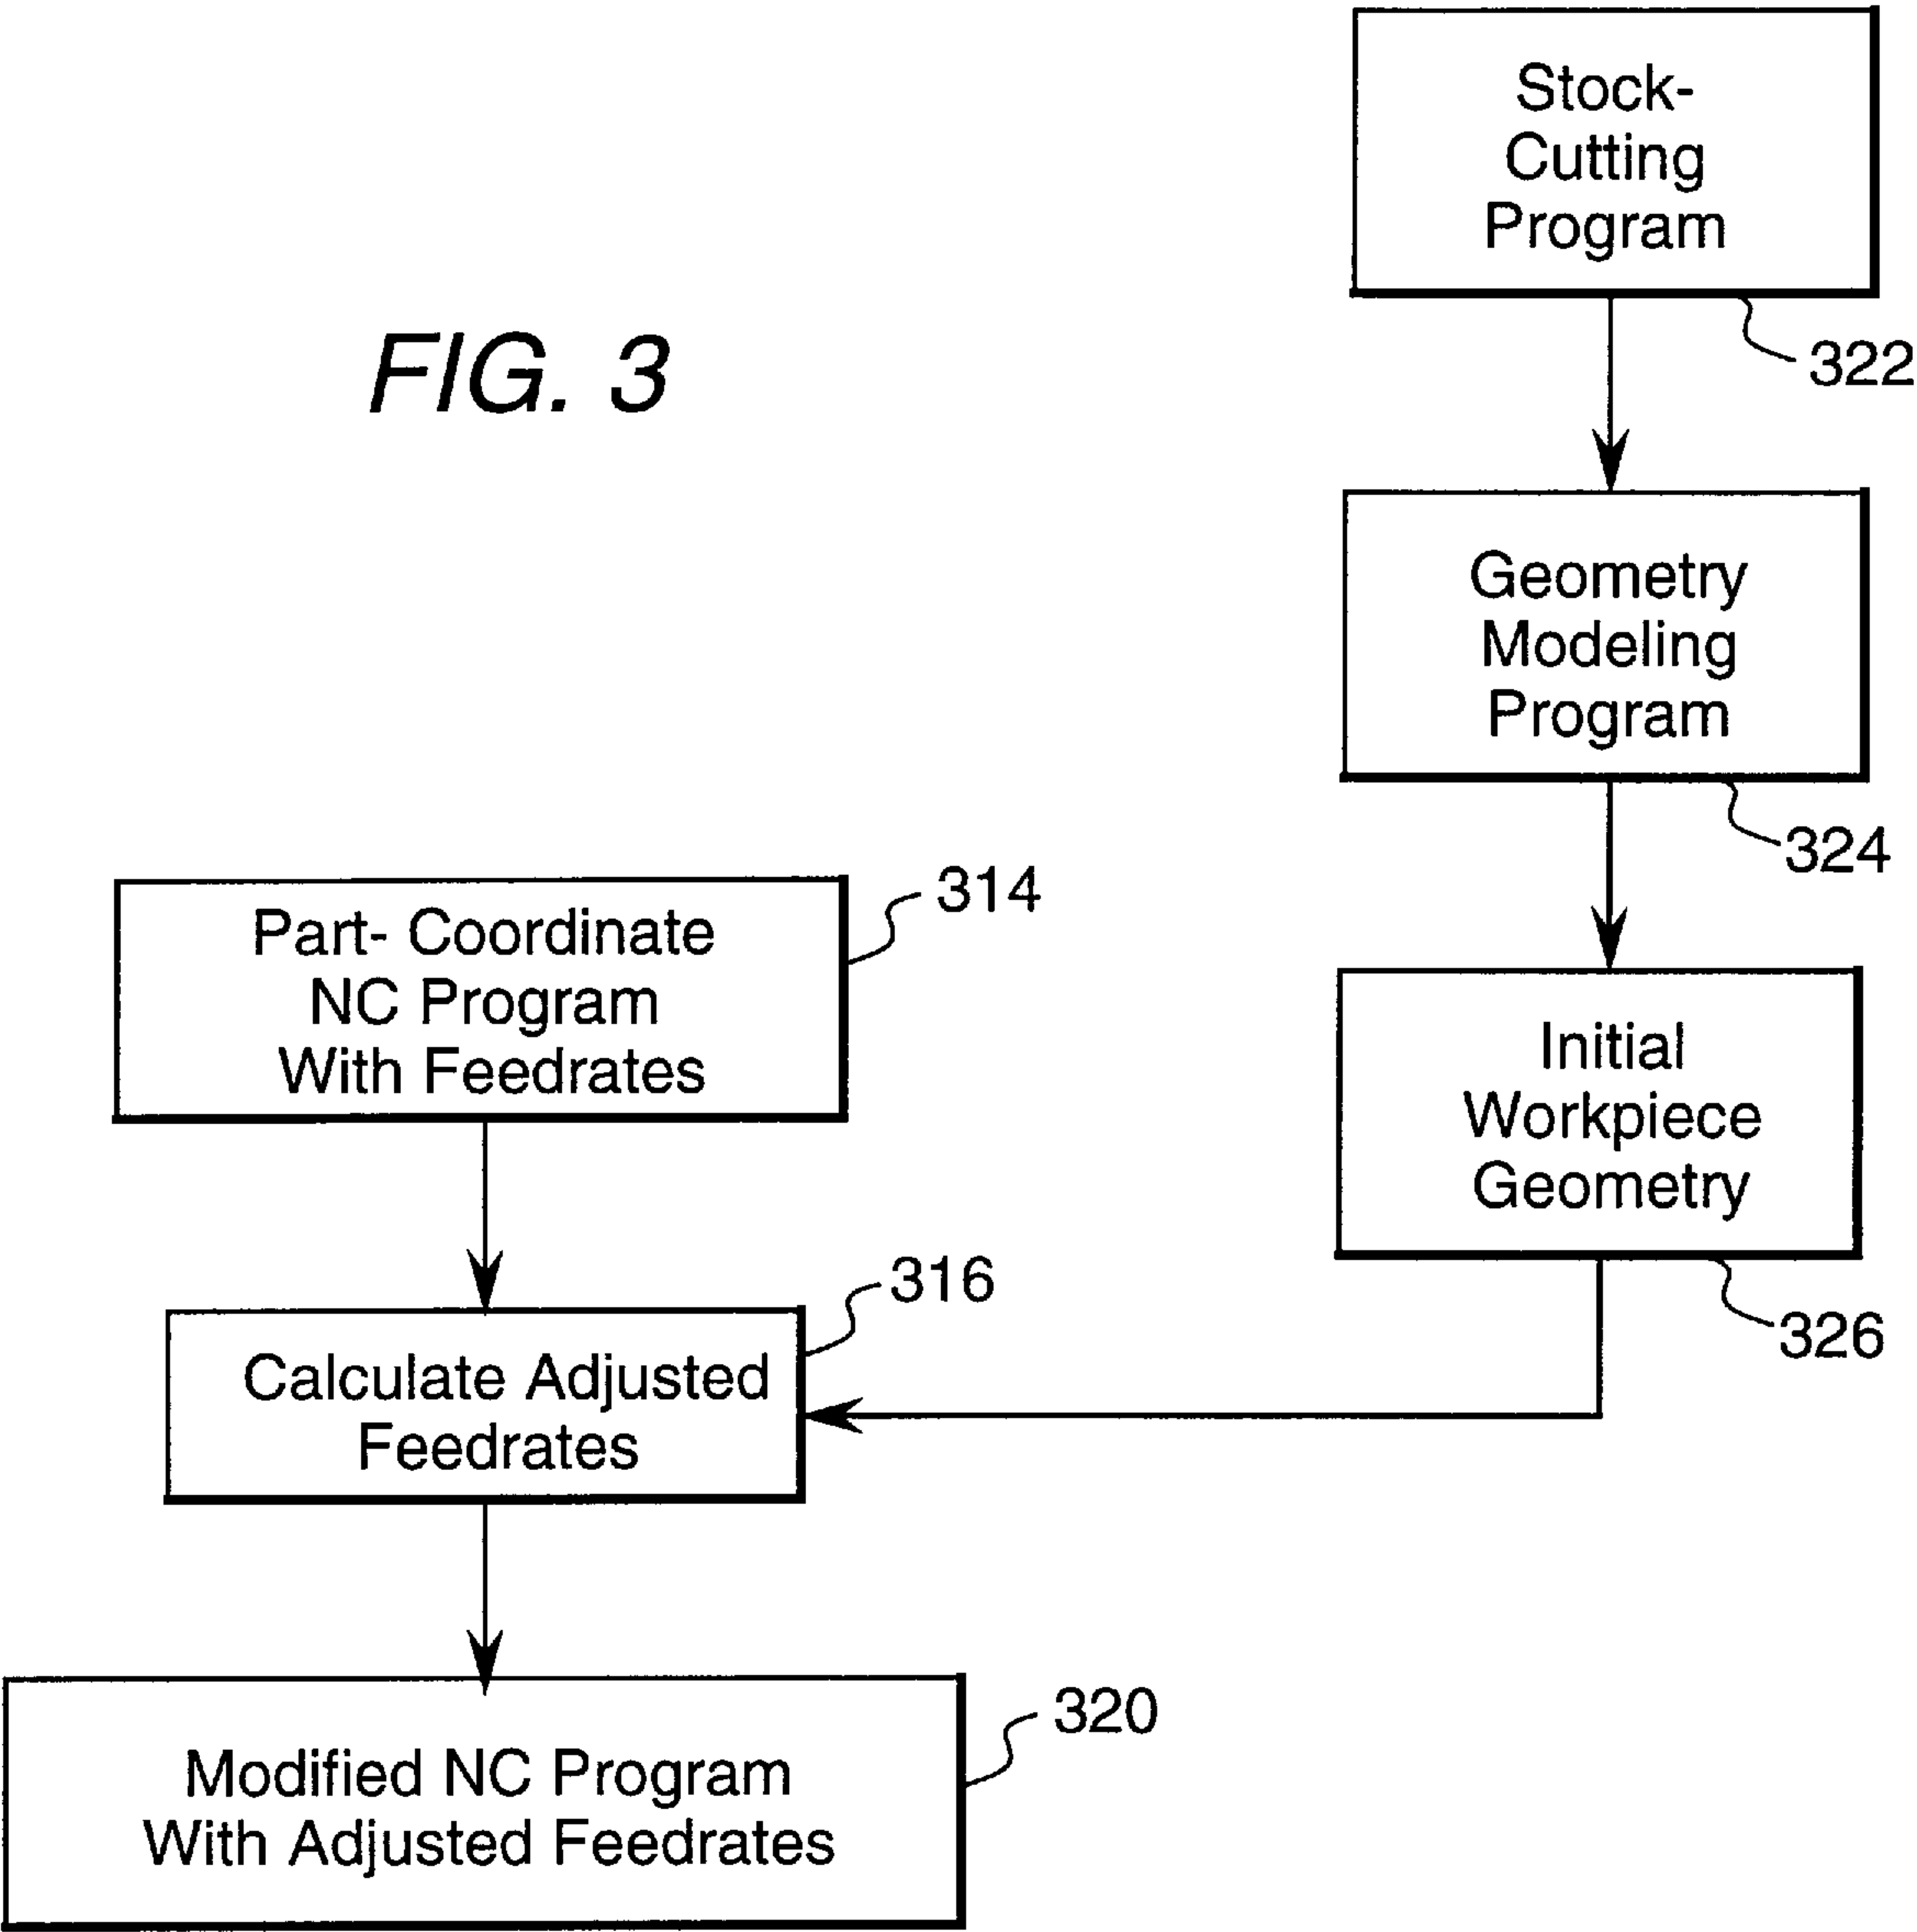 Stock-
Cutting
Program
322
FIG. 3
Geometry
Modeling
Program
324
314
Part- Coordinate
NC Program
With Feedrates
Initial
Workpiece
Geometry
326
316
Calculate Adjusted
Feedrates
320
Modified NC Program
With Adjusted Feedrates